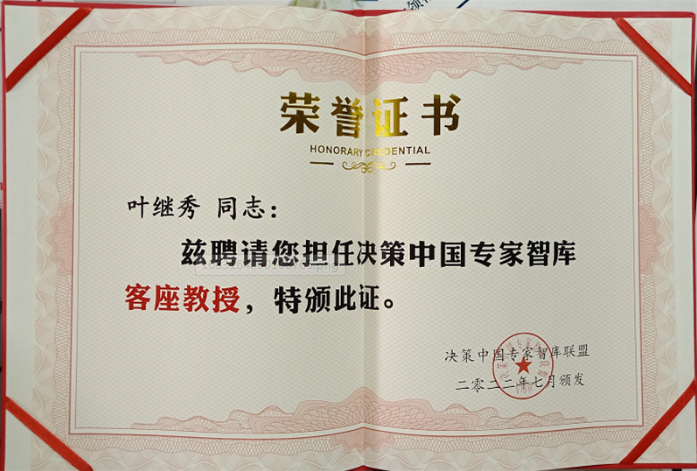 荣誉证书
HONORARY CREDENTIAL
叶继秀 同志：
兹聘请您担任决策中国专家智库
客座教授，特颁此证。
决策中国专家智库联盟
二零二二年七月颁发